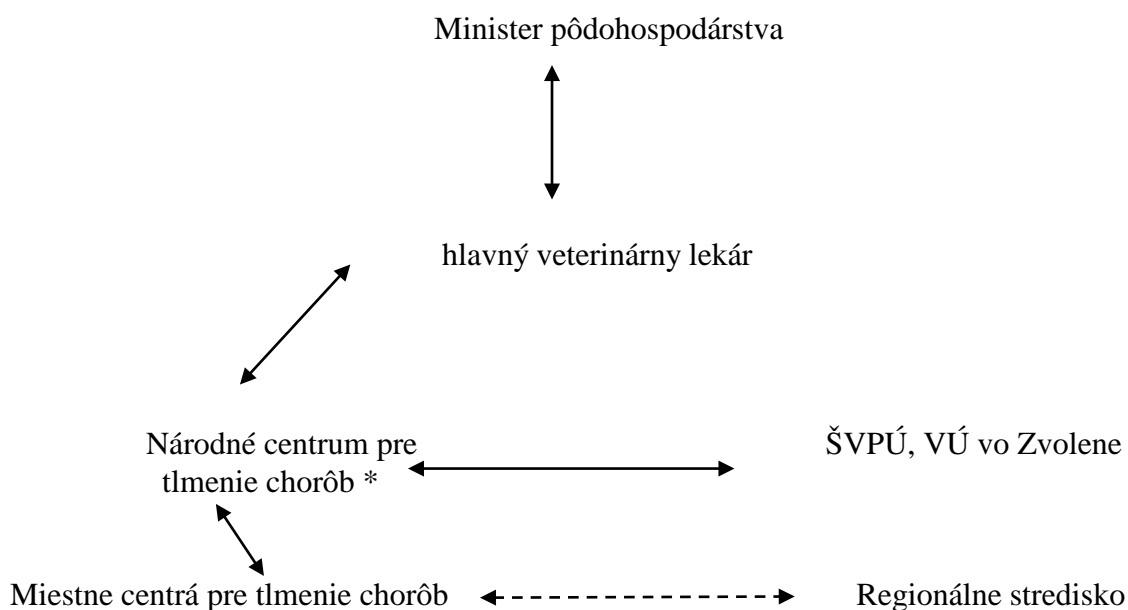 Minister pôdohospodárstva
hlavný veterinárny lekár
Národné centrum pre
tlmenie chorôb *
ŠVPÚ, VÚ vo Zvolene
Miestne centrá pre tlmenie chorôb
Regionálne stredisko